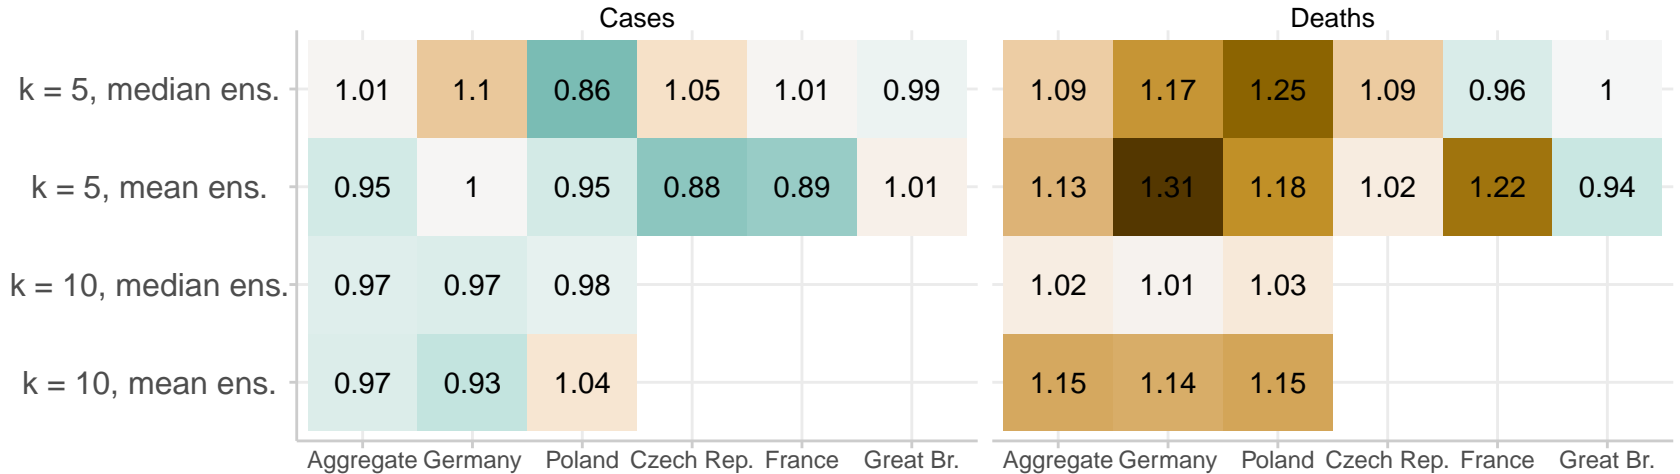 Cases Deaths
k = 5, median ens. 1.01 1.1 0.86 1.05 1.01 0.99 1.09 1.17 1.25 1.09 0.96 1
k = 5, mean ens. 0.95 1 0.95 0.88 0.89 1.01 1.13 1.31 1.18 1.02 1.22 0.94
k = 10, median ens. 0.97 0.97 0.98 1.02 1.01 1.03
k = 10, mean ens. 0.97 0.93 1.04 1.15 1.14 1.15
Aggregate Germany Poland Czech Rep. France Great Br. Aggregate Germany Poland Czech Rep. France Great Br.